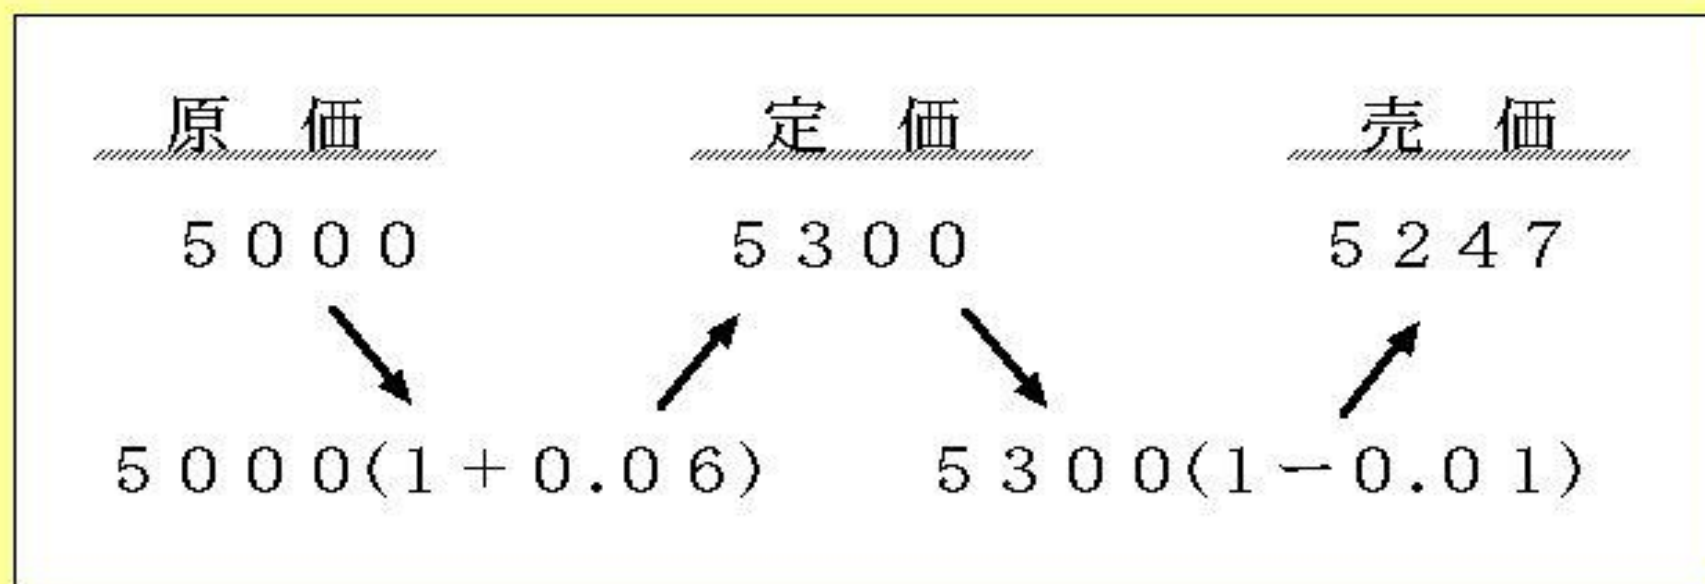 原 価 定 価 売 価
5000 5300 5247
5000(1+0.06) 5300(1-0.01)